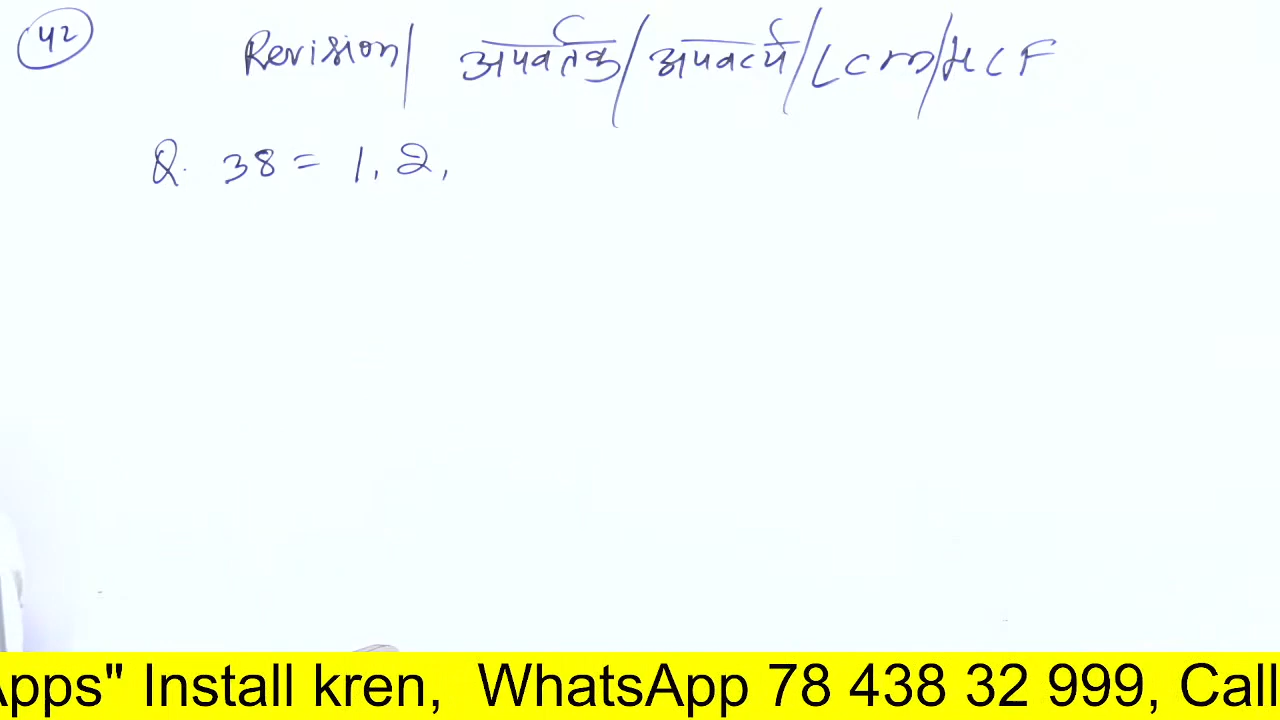 42
Revision / अपवर्तक / अपवर्त्य / LCM / HCF
Q. 38 = 1, 2,
Apps" Install kren, WhatsApp 78 438 32 999, Call